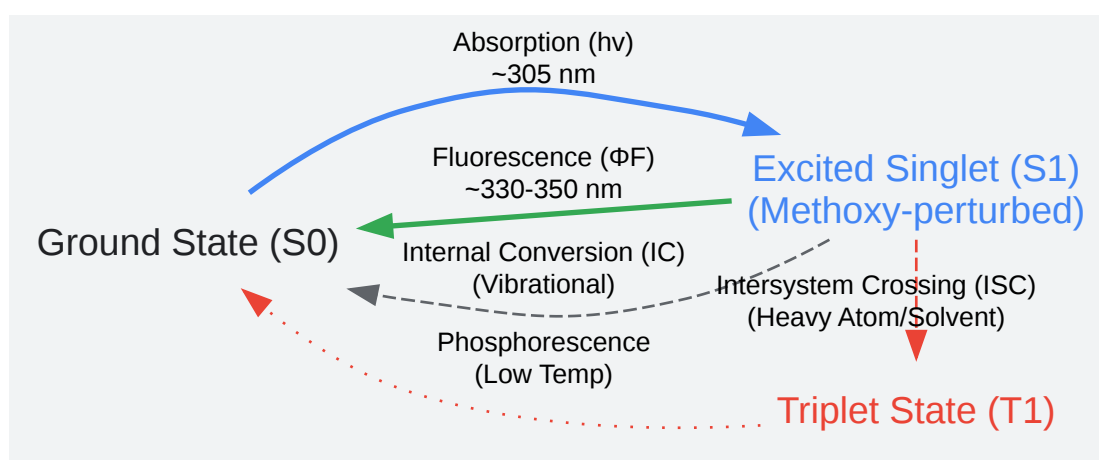 Absorption (hv)
~305 nm
Fluorescence (ΦF)
~330-350 nm
Excited Singlet (S1)
(Methoxy-perturbed)
Ground State (S0)
Internal Conversion (IC)
(Vibrational)
Intersystem Crossing (ISC)
(Heavy Atom/Solvent)
Phosphorescence
(Low Temp)
Triplet State (T1)